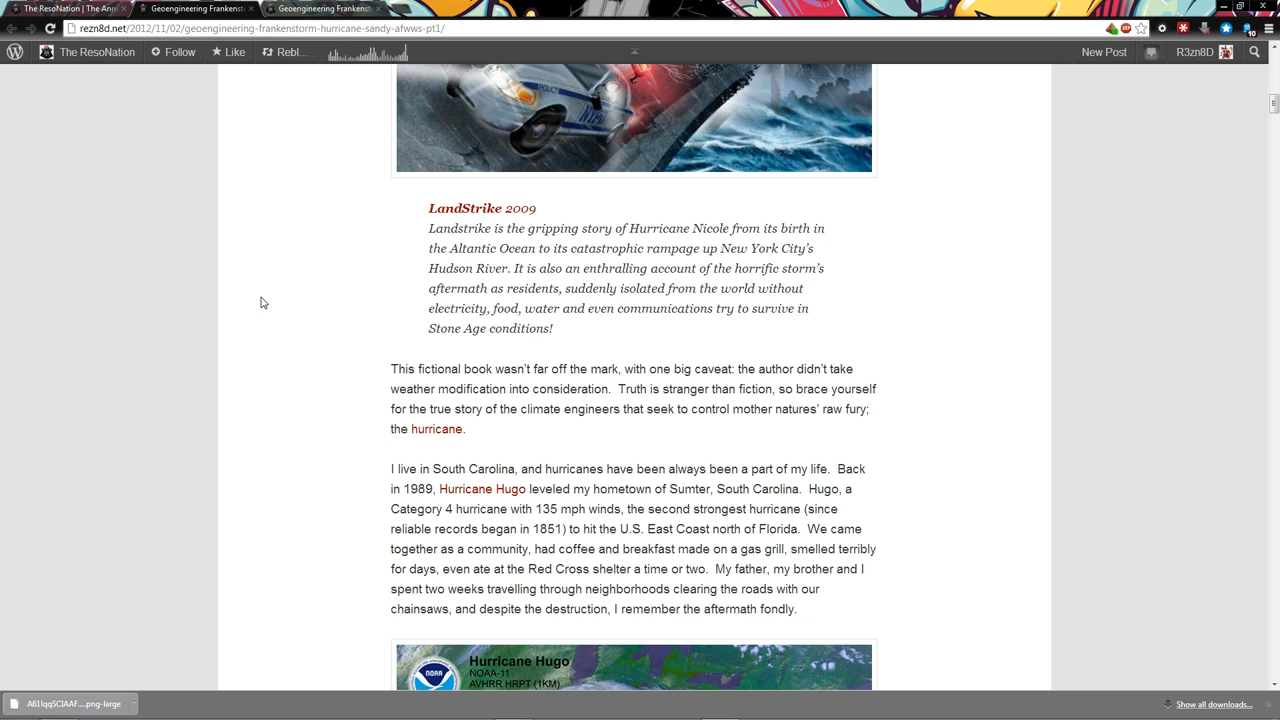 The ResoNation | The An
Geoengineering Frankenst
Geoengineering Frankenst
rezn8d.net/2012/11/02/geoengineering-frankenstorm-hurricane-sandy-afwws-pt1/
10
The ResoNation
Follow
Like
Rebl...
New Post
R3zn8D
POLICE
LandStrike 2009
Landstrike is the gripping story of Hurricane Nicole from its birth in
the Altantic Ocean to its catastrophic rampage up New York City's
Hudson River. It is also an enthralling account of the horrific storm's
aftermath as residents, suddenly isolated from the world without
electricity, food, water and even communications try to survive in
Stone Age conditions!
This fictional book wasn't far off the mark, with one big caveat: the author didn't take
weather modification into consideration. Truth is stranger than fiction, so brace yourself
for the true story of the climate engineers that seek to control mother natures' raw fury;
the hurricane.
I live in South Carolina, and hurricanes have been always been a part of my life. Back
in 1989, Hurricane Hugo leveled my hometown of Sumter, South Carolina. Hugo, a
Category 4 hurricane with 135 mph winds, the second strongest hurricane (since
reliable records began in 1851) to hit the U.S. East Coast north of Florida. We came
together as a community, had coffee and breakfast made on a gas grill, smelled terribly
for days, even ate at the Red Cross shelter a time or two. My father, my brother and I
spent two weeks travelling through neighborhoods clearing the roads with our
chainsaws, and despite the destruction, I remember the aftermath fondly.
NOAA
Hurricane Hugo
NOAA-11
AVHRR HRPT (1KM)
Show all downloads...